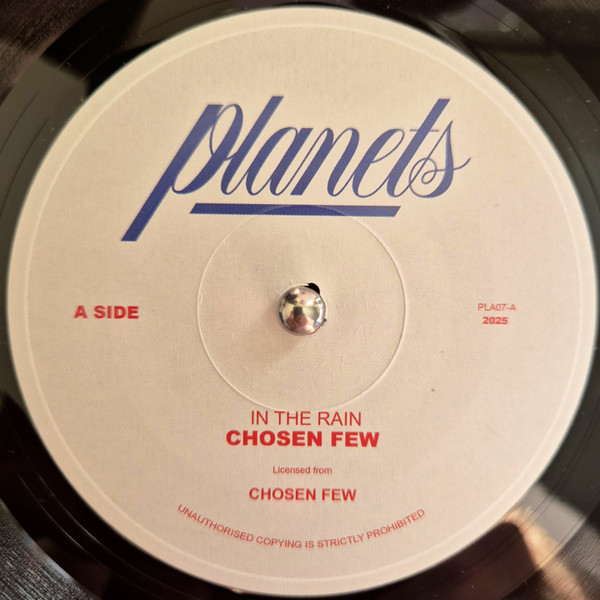 planets
A SIDE
PLA07-A
2025
IN THE RAIN
CHOSEN FEW
Licensed from
CHOSEN FEW
UNAUTHORISED COPYING IS STRICTLY PROHIBITED